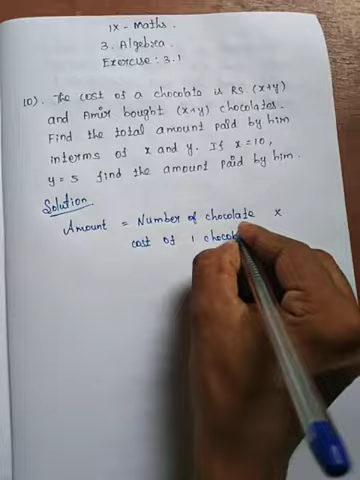 IX - Maths.
3. Algebra.
Exercise: 3.1
10). The cost of a chocolate is RS. (x+y)
and Amir bought (x+y) chocolates.
Find the total amount paid by him
interms of x and y. If x = 10,
y = 5 find the amount paid by him.
Solution
Amount = Number of chocolate x
cost of 1